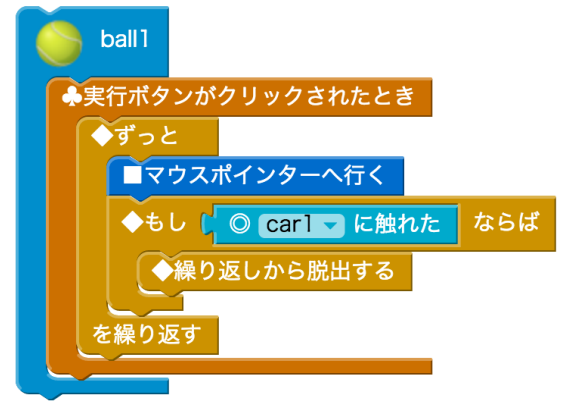 ball1
♣実行ボタンがクリックされたとき
◆ずっと
■マウスポインターへ行く
◆もし ◎ car1 に触れた ならば
◆繰り返しから脱出する
を繰り返す